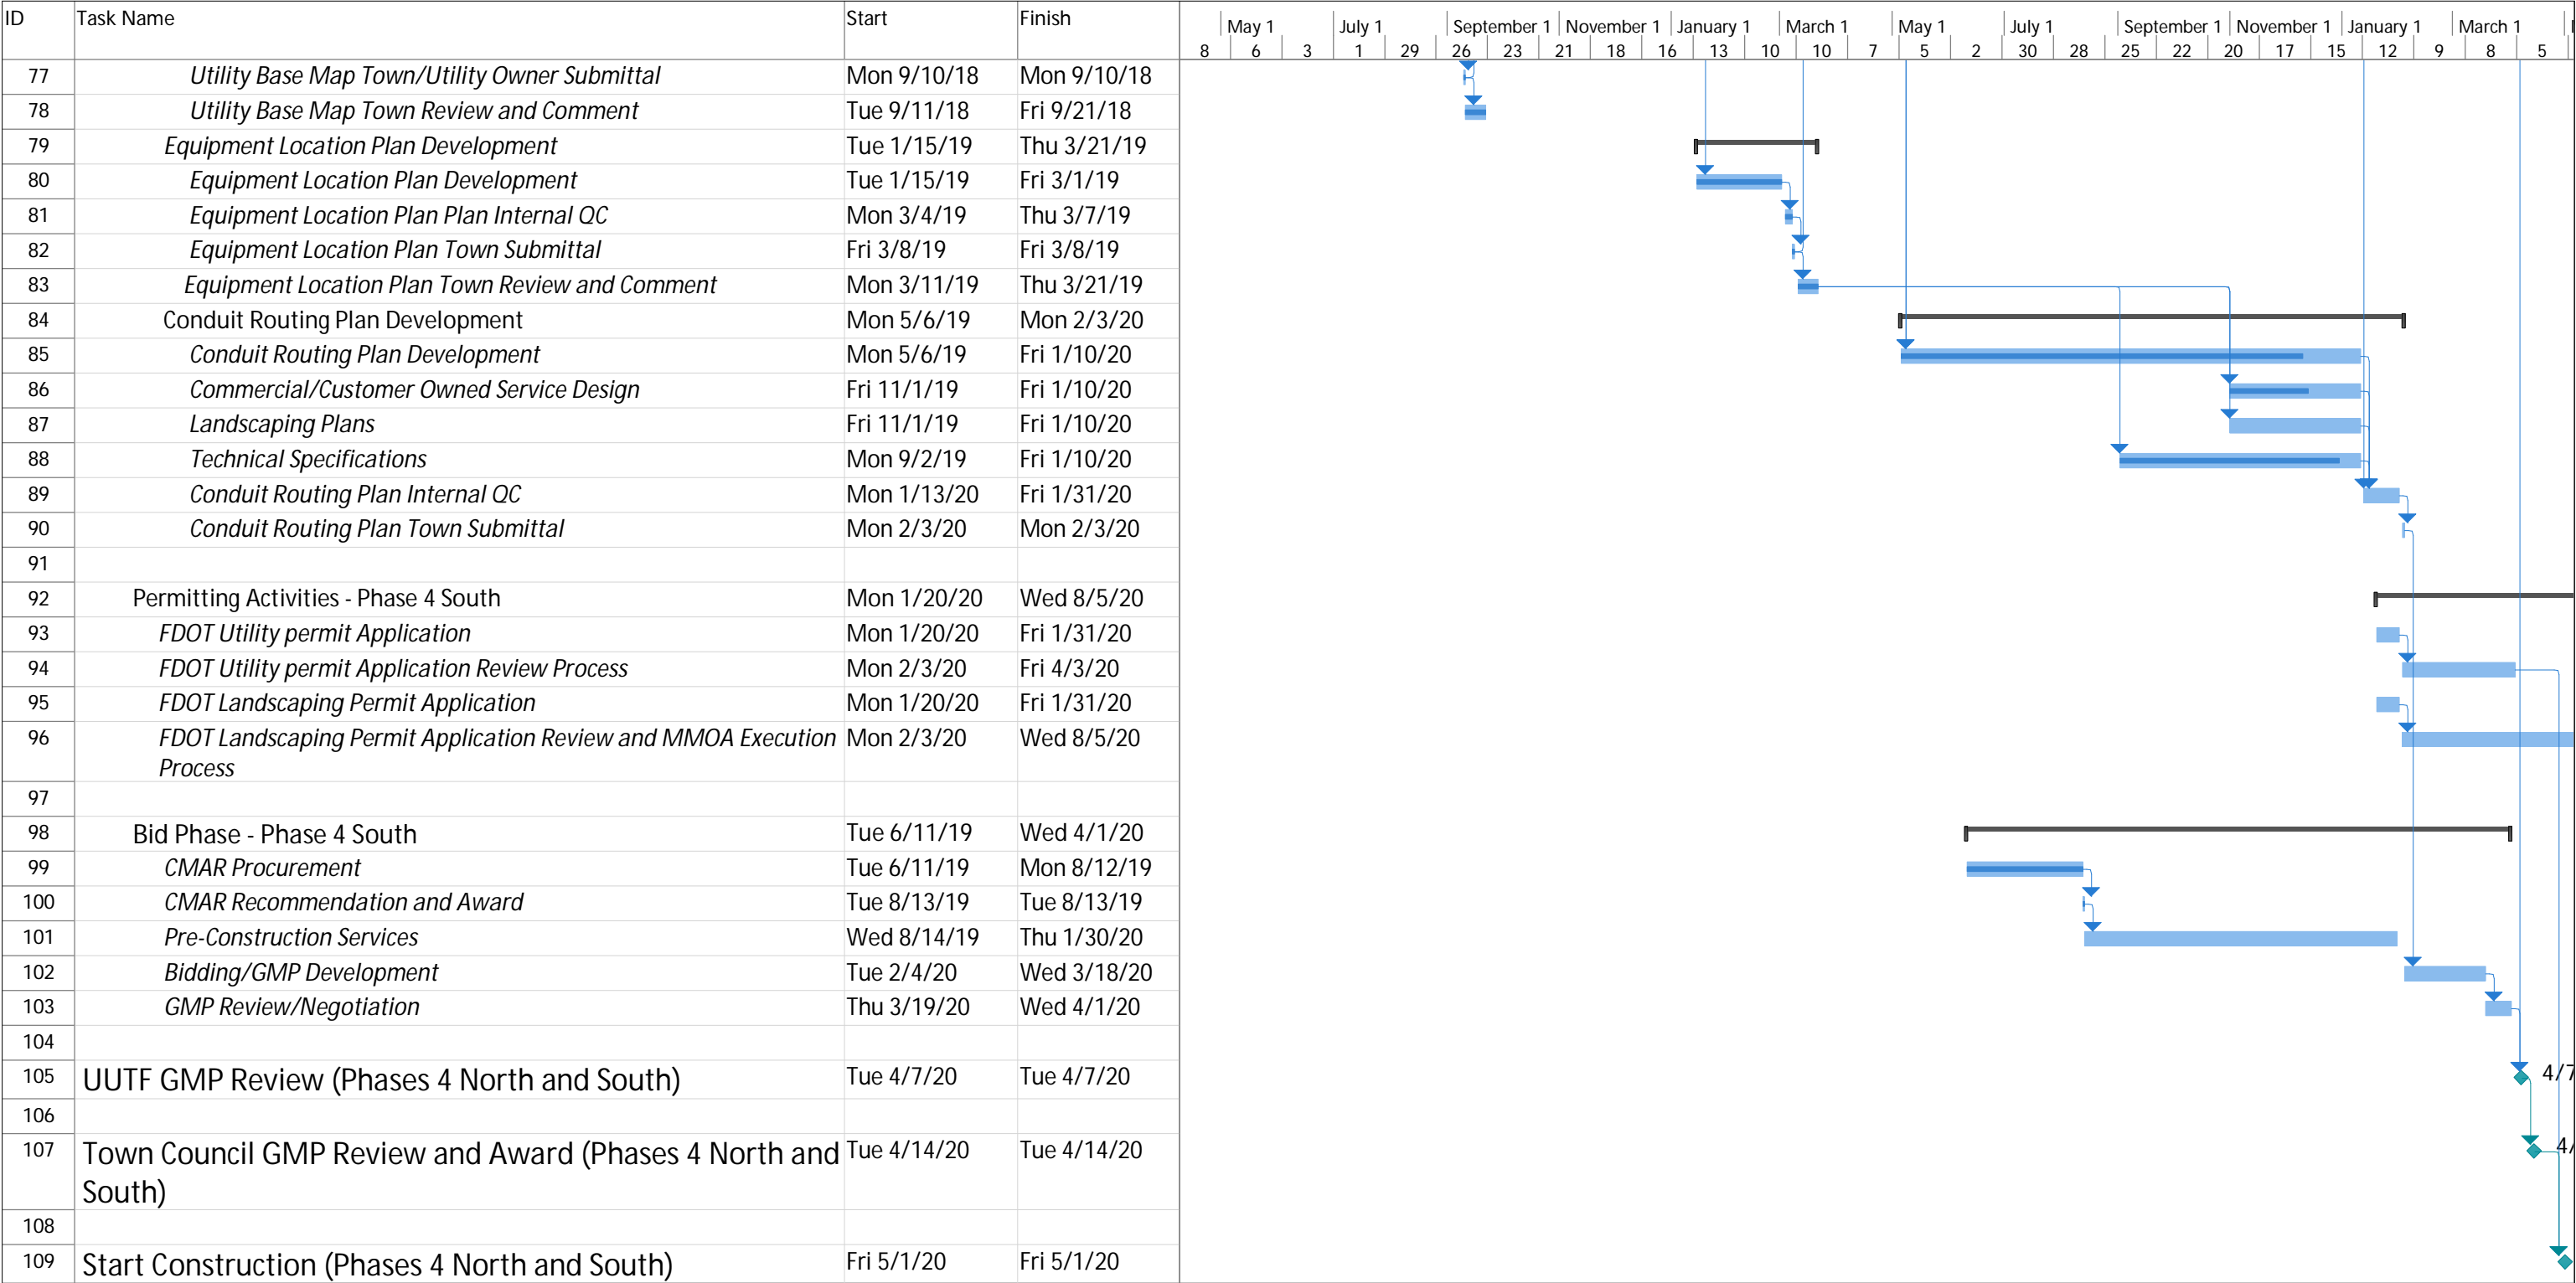 ID Task Name Start Finish May 1 July 1 September 1 November 1 January 1 March 1 May 1 July 1 September 1 November 1 January 1 March 1
8 6 3 1 29 26 23 21 18 16 13 10 10 7 5 2 30 28 25 22 20 17 15 12 9 8 5
77 Utility Base Map Town/Utility Owner Submittal Mon 9/10/18 Mon 9/10/18
78 Utility Base Map Town Review and Comment Tue 9/11/18 Fri 9/21/18
79 Equipment Location Plan Development Tue 1/15/19 Thu 3/21/19
80 Equipment Location Plan Development Tue 1/15/19 Fri 3/1/19
81 Equipment Location Plan Plan Internal QC Mon 3/4/19 Thu 3/7/19
82 Equipment Location Plan Town Submittal Fri 3/8/19 Fri 3/8/19
83 Equipment Location Plan Town Review and Comment Mon 3/11/19 Thu 3/21/19
84 Conduit Routing Plan Development Mon 5/6/19 Mon 2/3/20
85 Conduit Routing Plan Development Mon 5/6/19 Fri 1/10/20
86 Commercial/Customer Owned Service Design Fri 11/1/19 Fri 1/10/20
87 Landscaping Plans Fri 11/1/19 Fri 1/10/20
88 Technical Specifications Mon 9/2/19 Fri 1/10/20
89 Conduit Routing Plan Internal QC Mon 1/13/20 Fri 1/31/20
90 Conduit Routing Plan Town Submittal Mon 2/3/20 Mon 2/3/20
91
92 Permitting Activities - Phase 4 South Mon 1/20/20 Wed 8/5/20
93 FDOT Utility permit Application Mon 1/20/20 Fri 1/31/20
94 FDOT Utility permit Application Review Process Mon 2/3/20 Fri 4/3/20
95 FDOT Landscaping Permit Application Mon 1/20/20 Fri 1/31/20
96 FDOT Landscaping Permit Application Review and MMOA Execution Mon 2/3/20 Wed 8/5/20
Process
97
98 Bid Phase - Phase 4 South Tue 6/11/19 Wed 4/1/20
99 CMAR Procurement Tue 6/11/19 Mon 8/12/19
100 CMAR Recommendation and Award Tue 8/13/19 Tue 8/13/19
101 Pre-Construction Services Wed 8/14/19 Thu 1/30/20
102 Bidding/GMP Development Tue 2/4/20 Wed 3/18/20
103 GMP Review/Negotiation Thu 3/19/20 Wed 4/1/20
104
105 UUTF GMP Review (Phases 4 North and South) Tue 4/7/20 Tue 4/7/20 4/7
106
107 Town Council GMP Review and Award (Phases 4 North and Tue 4/14/20 Tue 4/14/20 4/
South)
108
109 Start Construction (Phases 4 North and South) Fri 5/1/20 Fri 5/1/20